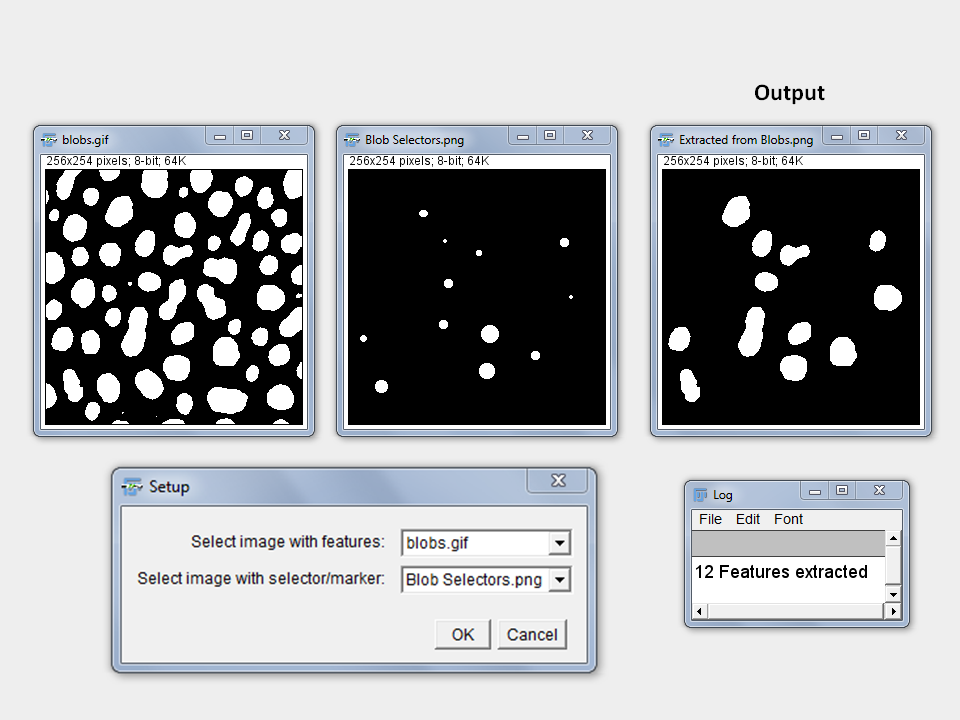 Output
blobs.gif
256x254 pixels; 8-bit; 64K
Blob Selectors.png
256x254 pixels; 8-bit; 64K
Extracted from Blobs.png
256x254 pixels; 8-bit; 64K
Setup
Select image with features: blobs.gif
Select image with selector/marker: Blob Selectors.png
OK Cancel
Log
File Edit Font
12 Features extracted